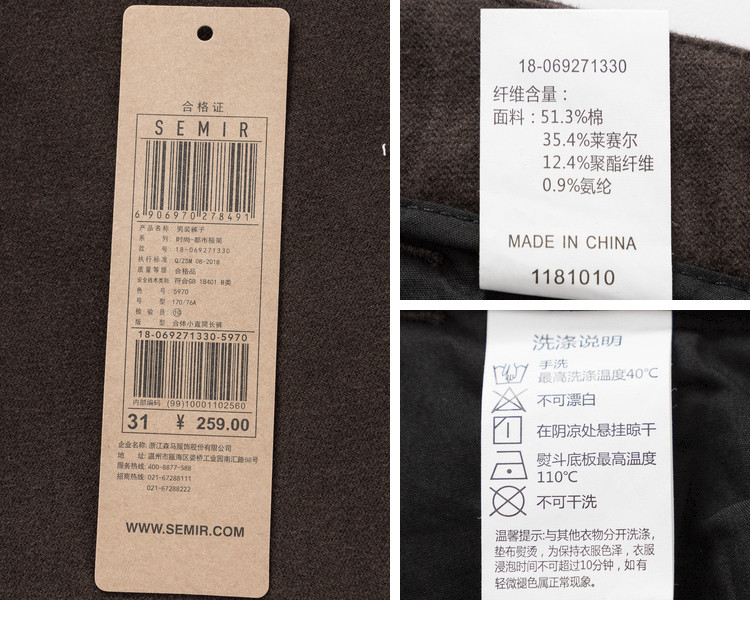 合格证
SEMIR
6 906970 278491
产品名称 男装裤子
系 列 时尚-都市精简
款 号 18-069271330
执行标准 Q/ZSM 08-2018
质量等级 合格品
安全技术类别 符合GB 18401 B类
色 号 5970
号 型 170/76A
检 验 员
版 型 合体小直筒长裤
18-069271330-5970
内部编码 (99)10001102560
31 ¥ 259.00
企业名称:浙江森马服饰股份有限公司
地 址:温州市瓯海区娄桥工业园南汇路98号
服务热线:400-8877-588
招商热线:021-67288111
021-67288222
WWW.SEMIR.COM
18-069271330
纤维含量：
面料：51.3%棉
35.4%莱赛尔
12.4%聚酯纤维
0.9%氨纶
MADE IN CHINA
1181010
洗涤说明
手洗
最高洗涤温度40℃
不可漂白
在阴凉处悬挂晾干
熨斗底板最高温度
110℃
不可干洗
温馨提示:与其他衣物分开洗涤,
垫布熨烫，为保持衣服色泽，衣服
浸泡时间不可超过10分钟，如有
轻微褪色属正常现象。